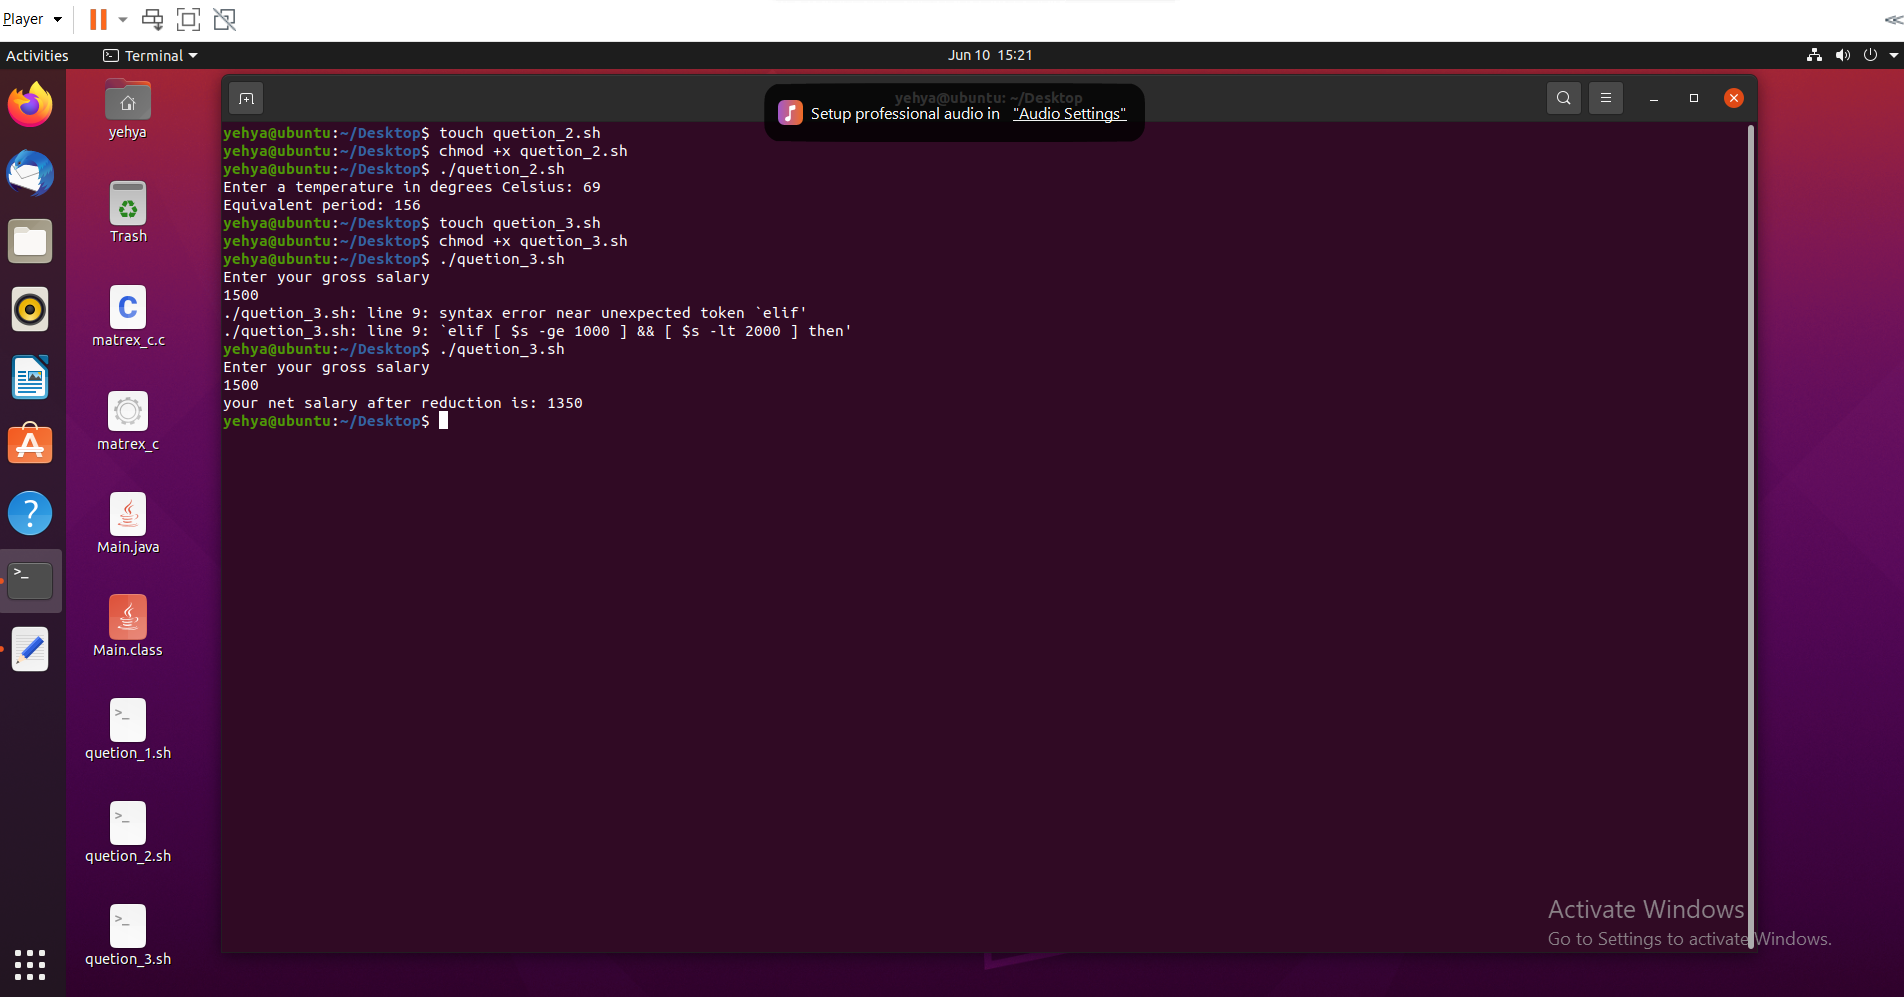 Player
Activities
Terminal
Jun 10 15:21
yehya@ubuntu: ~/Desktop
Setup professional audio in "Audio Settings"
yehya@ubuntu:~/Desktop$ touch quetion_2.sh
yehya@ubuntu:~/Desktop$ chmod +x quetion_2.sh
yehya@ubuntu:~/Desktop$ ./quetion_2.sh
Enter a temperature in degrees Celsius: 69
Equivalent period: 156
yehya@ubuntu:~/Desktop$ touch quetion_3.sh
yehya@ubuntu:~/Desktop$ chmod +x quetion_3.sh
yehya@ubuntu:~/Desktop$ ./quetion_3.sh
Enter your gross salary
1500
./quetion_3.sh: line 9: syntax error near unexpected token `elif'
./quetion_3.sh: line 9: `elif [ $s -ge 1000 ] && [ $s -lt 2000 ] then'
yehya@ubuntu:~/Desktop$ ./quetion_3.sh
Enter your gross salary
1500
your net salary after reduction is: 1350
yehya@ubuntu:~/Desktop$
yehya
Trash
matrex_c.c
matrex_c
Main.java
Main.class
quetion_1.sh
quetion_2.sh
quetion_3.sh
Activate Windows
Go to Settings to activate Windows.